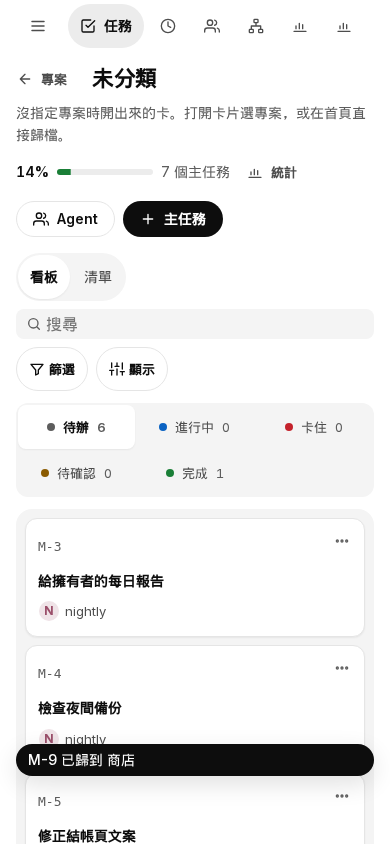 任務
專案 未分類
沒指定專案時開出來的卡。打開卡片選專案，或在首頁直
接歸檔。
14% 7 個主任務 統計
Agent 主任務
看板 清單
搜尋
篩選 顯示
待辦 6 進行中 0 卡住 0
待確認 0 完成 1
M-3
給擁有者的每日報告
N nightly
M-4
檢查夜間備份
N nightly
M-9 已歸到 商店
M-5
修正結帳頁文案